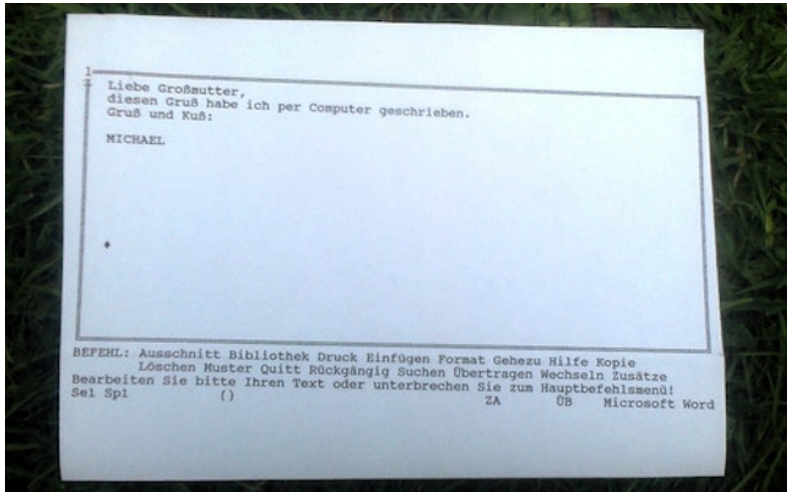 1
Liebe Großmutter,
diesen Gruß habe ich per Computer geschrieben.
Gruß und Kuß:
MICHAEL
BEFEHL: Ausschnitt Bibliothek Druck Einfügen Format Gehezu Hilfe Kopie
Löschen Muster Quitt Rückgängig Suchen Übertragen Wechseln Zusätze
Bearbeiten Sie bitte Ihren Text oder unterbrechen Sie zum Hauptbefehlsmenü!
Se1 Sp1 () ZA ÜB Microsoft Word